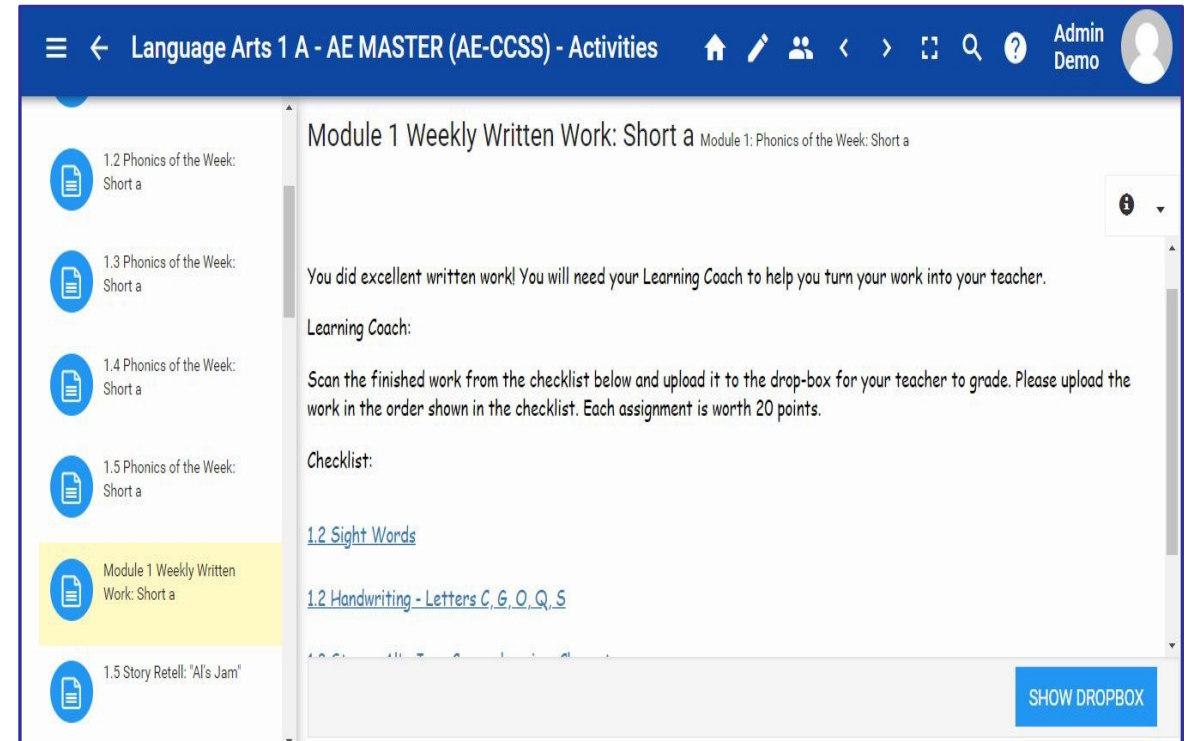 Language Arts 1 A - AE MASTER (AE-CCSS) - Activities
Admin
Demo
1.2 Phonics of the Week:
Short a
1.3 Phonics of the Week:
Short a
1.4 Phonics of the Week:
Short a
1.5 Phonics of the Week:
Short a
Module 1 Weekly Written
Work: Short a
1.5 Story Retell: "Al's Jam"
Module 1 Weekly Written Work: Short a Module 1: Phonics of the Week: Short a
You did excellent written work! You will need your Learning Coach to help you turn your work into your teacher.
Learning Coach:
Scan the finished work from the checklist below and upload it to the drop-box for your teacher to grade. Please upload the
work in the order shown in the checklist. Each assignment is worth 20 points.
Checklist:
1.2 Sight Words
1.2 Handwriting - Letters C, G, O, Q, S
SHOW DROPBOX